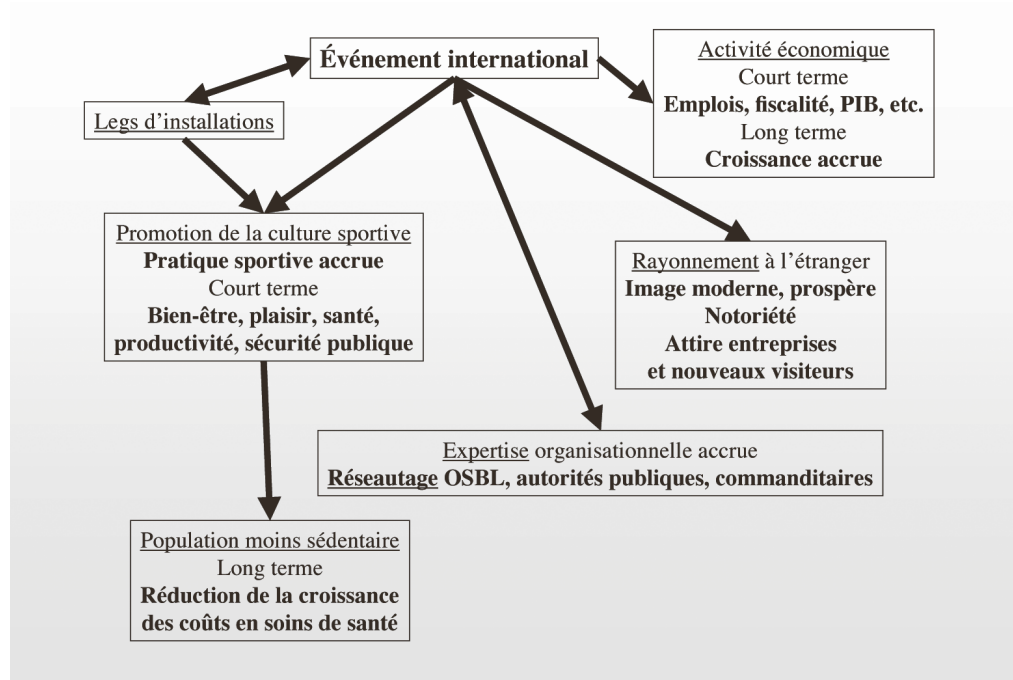 Événement international
Activité économique
Court terme
Emplois, fiscalité, PIB, etc.
Long terme
Croissance accrue
Legs d'installations
Promotion de la culture sportive
Pratique sportive accrue
Court terme
Bien-être, plaisir, santé,
productivité, sécurité publique
Rayonnement à l'étranger
Image moderne, prospère
Notoriété
Attire entreprises
et nouveaux visiteurs
Expertise organisationnelle accrue
Réseautage OSBL, autorités publiques, commanditaires
Population moins sédentaire
Long terme
Réduction de la croissance
des coûts en soins de santé